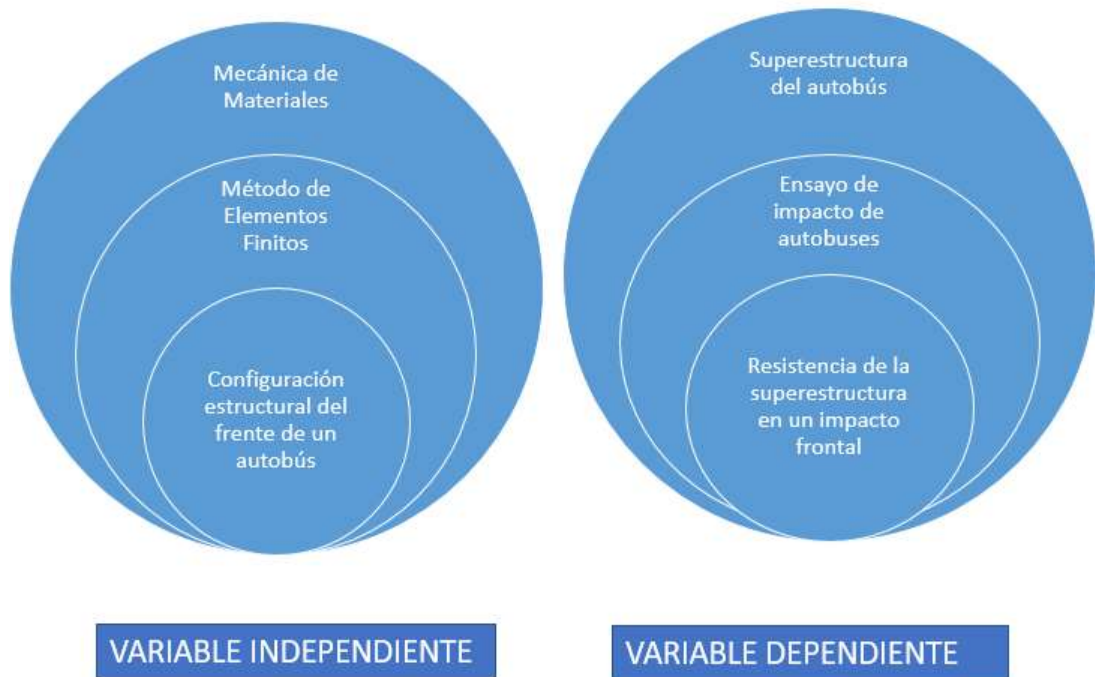 Mecánica de
Materiales
Método de
Elementos
Finitos
Configuración
estructural del
frente de un
autobús
VARIABLE INDEPENDIENTE
Superestructura
del autobús
Ensayo de
impacto de
autobuses
Resistencia de la
superestructura
en un impacto
frontal
VARIABLE DEPENDIENTE